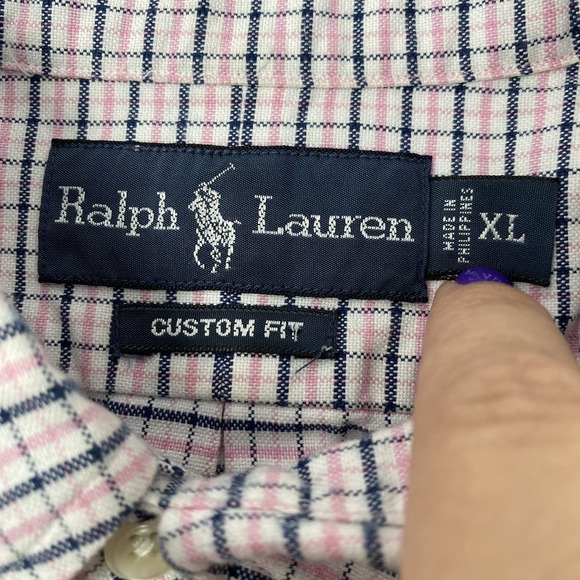 Ralph Lauren
MADE IN
PHILIPPINES
XL
CUSTOM FIT